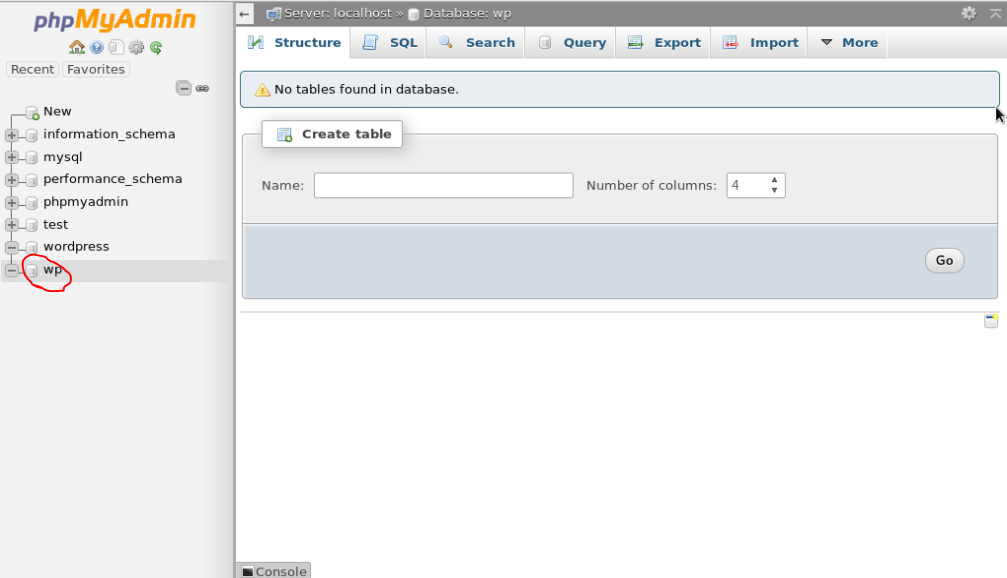 phpMyAdmin
Recent Favorites
New
information_schema
mysql
performance_schema
phpmyadmin
test
wordpress
wp
Server: localhost » Database: wp
Structure SQL Search Query Export Import More
No tables found in database.
Create table
Name: Number of columns: 4
Go
Console